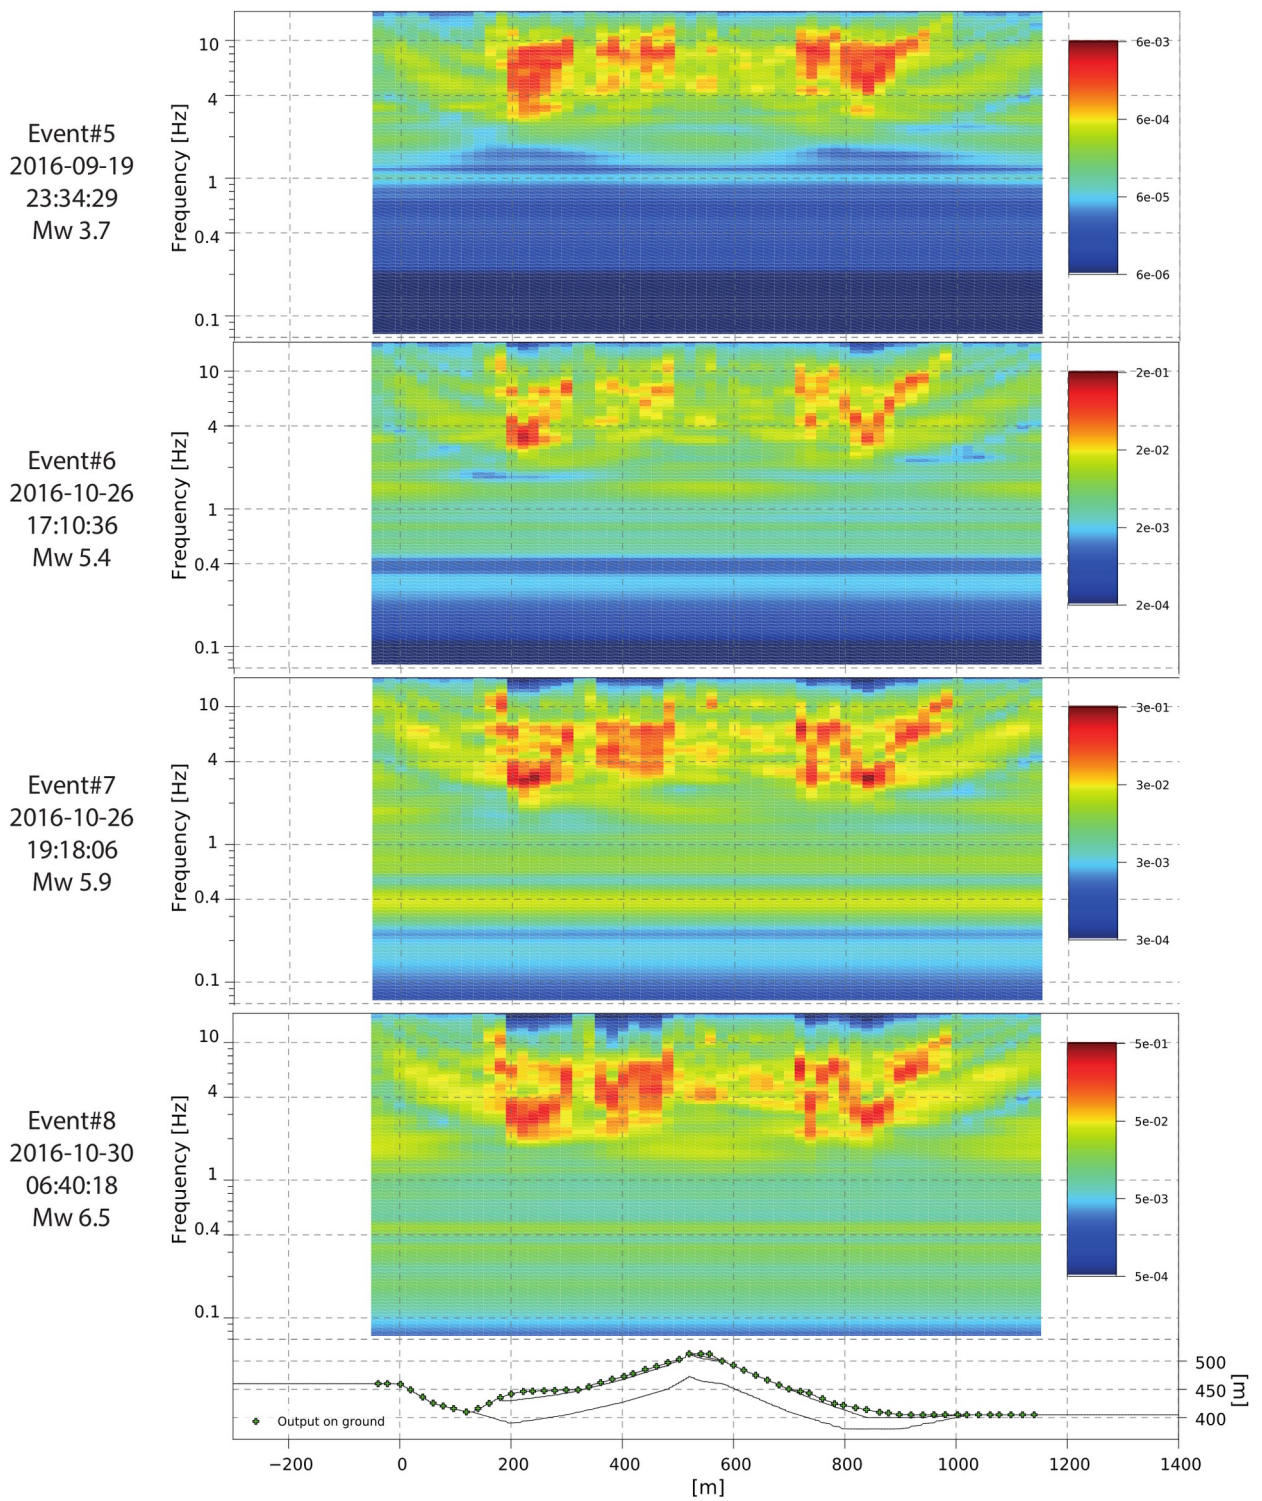 Event#5
2016-09-19
23:34:29
Mw 3.7
Frequency [Hz]
10
4
1
0.4
0.1
6e-03
6e-04
6e-05
6e-06
Event#6
2016-10-26
17:10:36
Mw 5.4
Frequency [Hz]
10
4
1
0.4
0.1
2e-01
2e-02
2e-03
2e-04
Event#7
2016-10-26
19:18:06
Mw 5.9
Frequency [Hz]
10
4
1
0.4
0.1
3e-01
3e-02
3e-03
3e-04
Event#8
2016-10-30
06:40:18
Mw 6.5
Frequency [Hz]
10
4
1
0.4
0.1
5e-01
5e-02
5e-03
5e-04
Output on ground
500
450
400
[m]
−200 0 200 400 600 800 1000 1200 1400
[m]